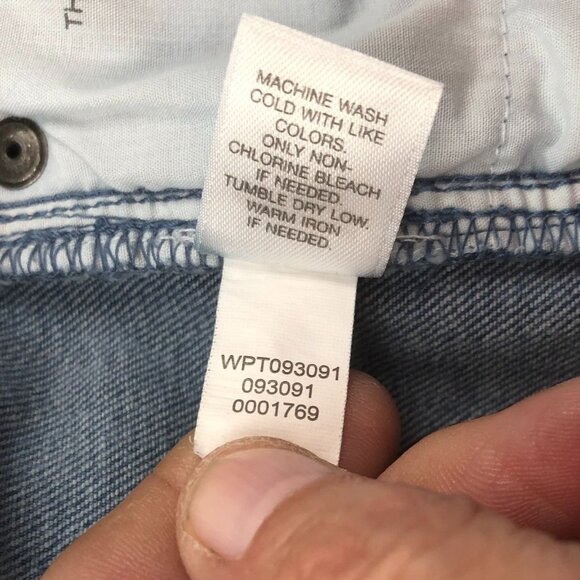 TH
MACHINE WASH
COLD WITH LIKE
COLORS.
ONLY NON-
CHLORINE BLEACH
IF NEEDED.
TUMBLE DRY LOW.
WARM IRON
IF NEEDED.
WPT093091
093091
0001769